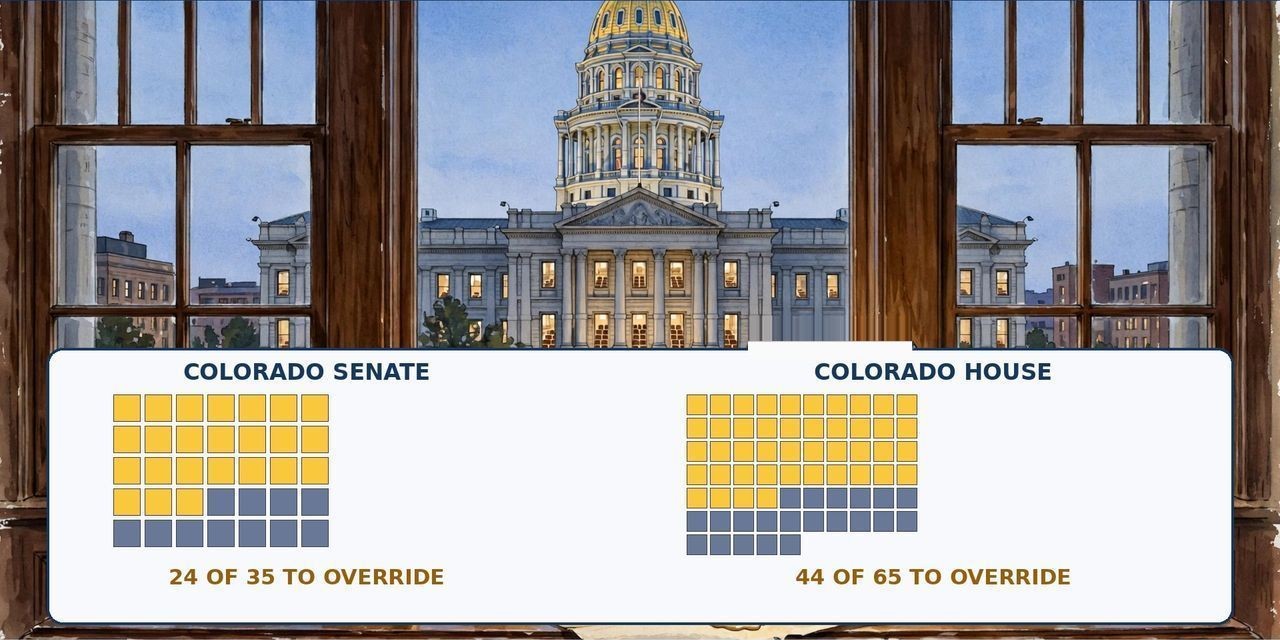 COLORADO SENATE
COLORADO HOUSE
24 OF 35 TO OVERRIDE
44 OF 65 TO OVERRIDE